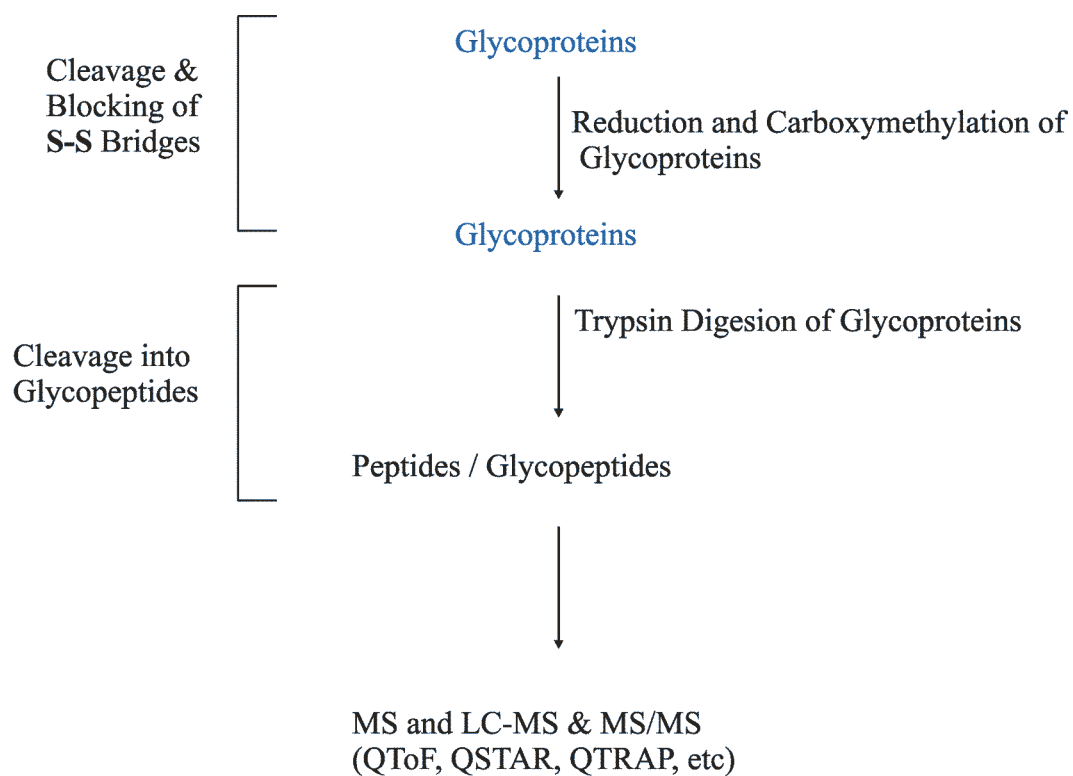 Glycoproteins
Cleavage &
Blocking of
S-S Bridges
Reduction and Carboxymethylation of
Glycoproteins
Glycoproteins
Trypsin Digesion of Glycoproteins
Cleavage into
Glycopeptides
Peptides / Glycopeptides
MS and LC-MS & MS/MS
(QToF, QSTAR, QTRAP, etc)